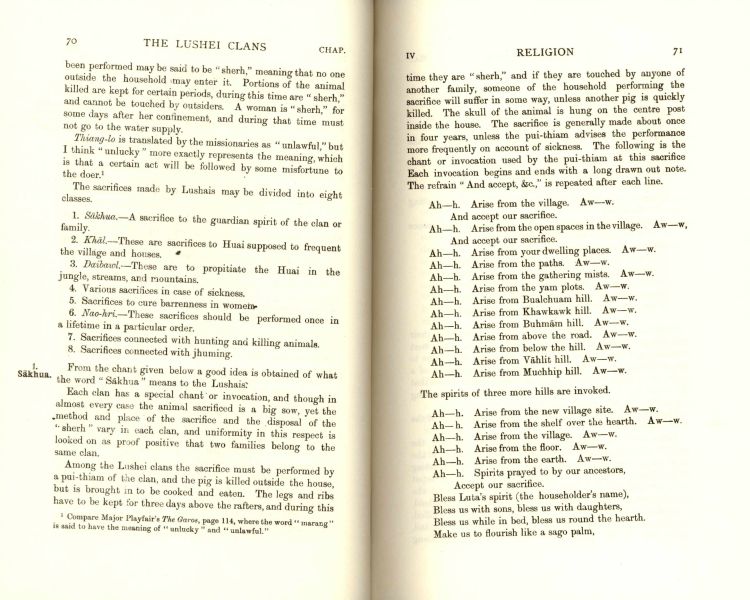 70 THE LUSHEI CLANS CHAP.
been performed may be said to be "sherh," meaning that no one
outside the household may enter it. Portions of the animal
killed are kept for certain periods, during this time are "sherh,"
and cannot be touched by outsiders. A woman is "sherh," for
some days after her confinement, and during that time must
not go to the water supply.
Thiang-lo is translated by the missionaries as "unlawful," but
I think "unlucky" more exactly represents the meaning, which
is that a certain act will be followed by some misfortune to
the doer.¹
The sacrifices made by Lushais may be divided into eight
classes.
1. Sākhua.—A sacrifice to the guardian spirit of the clan or
family.
2. Khāl.—These are sacrifices to Huai supposed to frequent
the village and houses.
3. Daibawl.—These are to propitiate the Huai in the
jungle, streams, and mountains.
4. Various sacrifices in case of sickness.
5. Sacrifices to cure barrenness in women.
6. Nao-hri.—These sacrifices should be performed once in
a lifetime in a particular order.
7. Sacrifices connected with hunting and killing animals.
8. Sacrifices connected with jhuming.
1.
Sākhua.
From the chant given below a good idea is obtained of what
the word "Sākhua" means to the Lushais.
Each clan has a special chant or invocation, and though in
almost every case the animal sacrificed is a big sow, yet the
method and place of the sacrifice and the disposal of the
"sherh" vary in each clan, and uniformity in this respect is
looked on as proof positive that two families belong to the
same clan.
Among the Lushei clans the sacrifice must be performed by
a pui-thiam of the clan, and the pig is killed outside the house,
but is brought in to be cooked and eaten. The legs and ribs
have to be kept for three days above the rafters, and during this
¹ Compare Major Playfair's The Garos, page 114, where the word "marang"
is said to have the meaning of "unlucky" and "unlawful."
IV RELIGION 71
time they are "sherh," and if they are touched by anyone of
another family, someone of the household performing the
sacrifice will suffer in some way, unless another pig is quickly
killed. The skull of the animal is hung on the centre post
inside the house. The sacrifice is generally made about once
in four years, unless the pui-thiam advises the performance
more frequently on account of sickness. The following is the
chant or invocation used by the pui-thiam at this sacrifice
Each invocation begins and ends with a long drawn out note.
The refrain "And accept, &c.," is repeated after each line.
Ah—h. Arise from the village. Aw—w.
And accept our sacrifice.
Ah—h. Arise from the open spaces in the village. Aw—w,
And accept our sacrifice.
Ah—h. Arise from your dwelling places. Aw—w.
Ah—h. Arise from the paths. Aw—w.
Ah—h. Arise from the gathering mists. Aw—w.
Ah—h. Arise from the yam plots. Aw—w.
Ah—h. Arise from Bualchuam hill. Aw—w.
Ah—h. Arise from Khawkawk hill. Aw—w.
Ah—h. Arise from Buhmām hill. Aw—w.
Ah—h. Arise from above the road. Aw—w.
Ah—h. Arise from below the hill. Aw—w.
Ah—h. Arise from Vāhlit hill. Aw—w.
Ah—h. Arise from Muchhip hill. Aw—w.
The spirits of three more hills are invoked.
Ah—h. Arise from the new village site. Aw—w.
Ah—h. Arise from the shelf over the hearth. Aw—w.
Ah—h. Arise from the village. Aw—w.
Ah—h. Arise from the floor. Aw—w.
Ah—h. Arise from the earth. Aw—w.
Ah—h. Spirits prayed to by our ancestors,
Accept our sacrifice.
Bless Luta's spirit (the householder's name),
Bless us with sons, bless us with daughters,
Bless us while in bed, bless us round the hearth.
Make us to flourish like a sago palm,